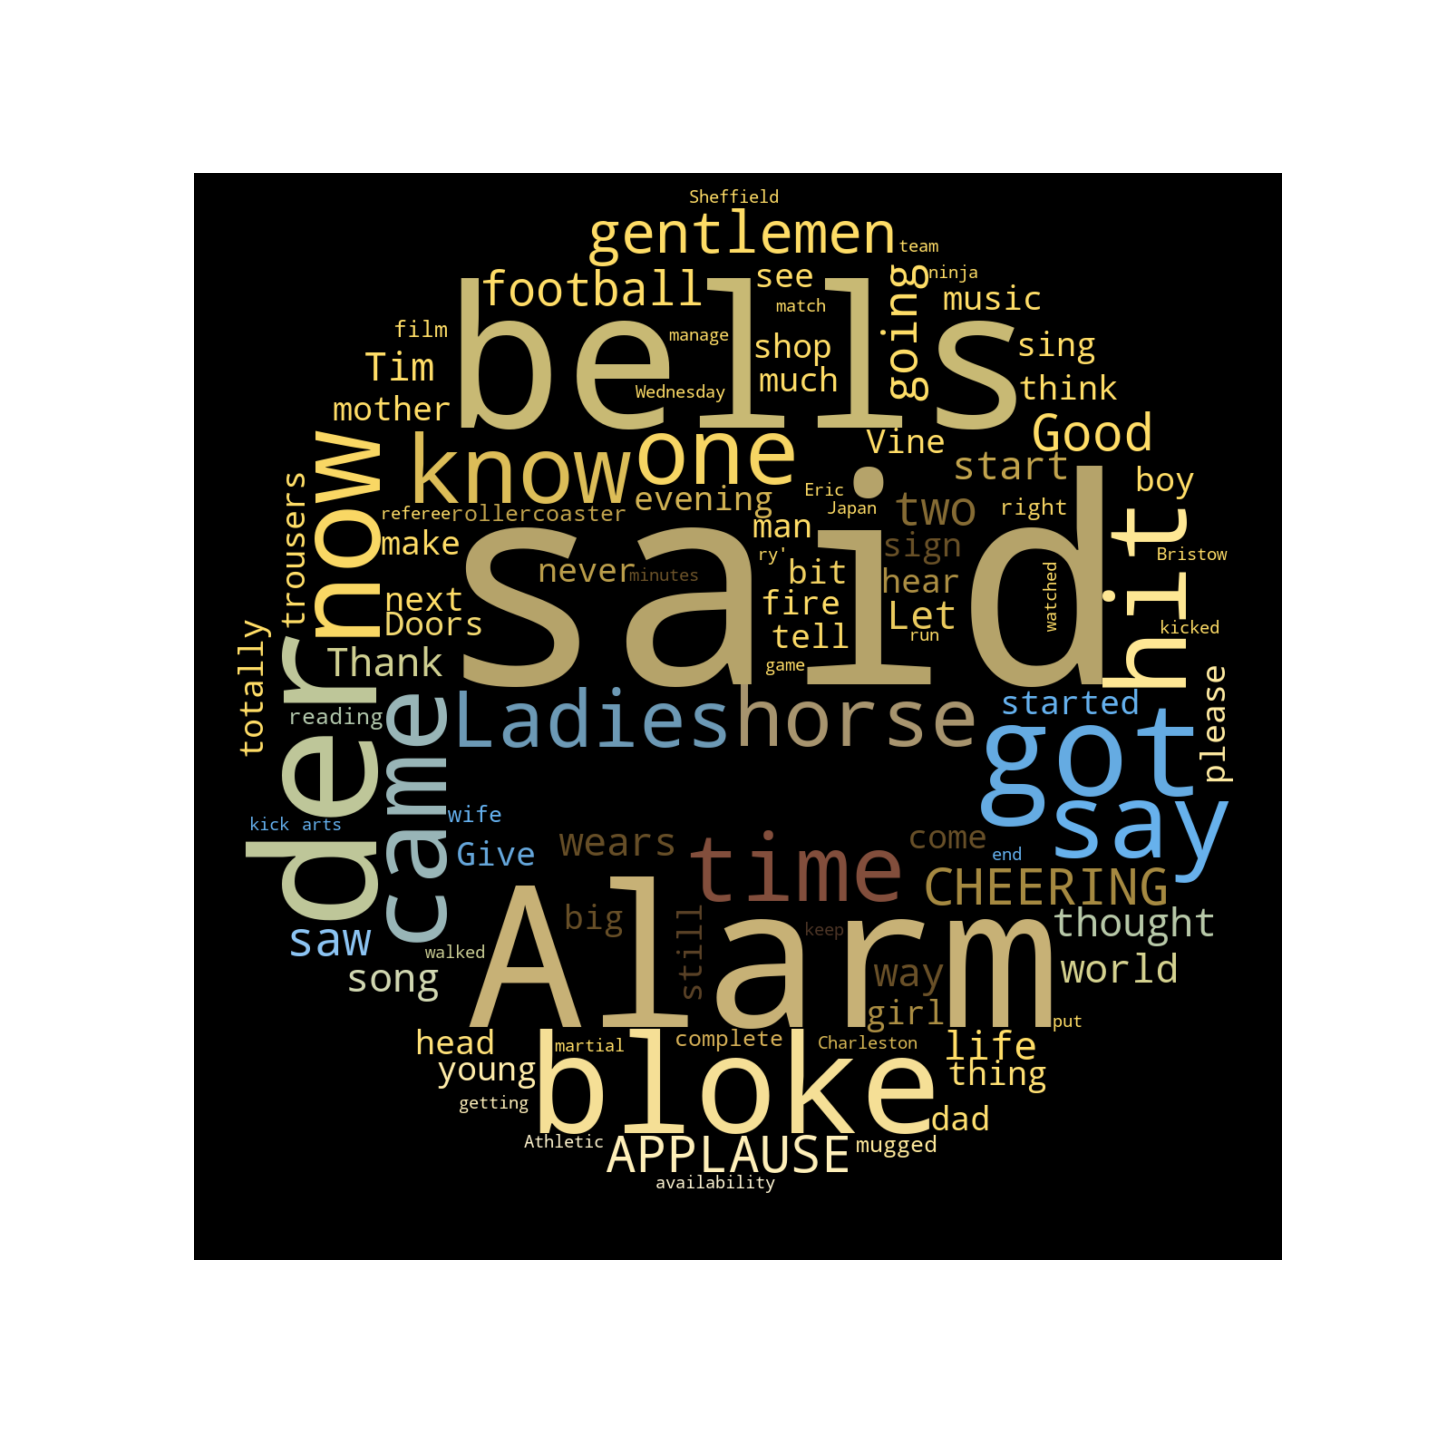 Sheffield
gentlemen
team
football
see
going
ninja
music
match
bells
film
manage
shop
sing
Tim
much
think
Wednesday
mother
now
know
one
Vine
Good
start
trousers
evening
Eric
Japan
two
right
boy
referee
rollercoaster
said
hit
make
man
sign
ry'
Bristow
never
minutes
bit
hear
watched
next
fire
Let
Doors
tell
run
kicked
totally
der
Thank
game
please
reading
came
Ladies
horse
started
got
kick
arts
wife
say
Give
wears
time
come
end
CHEERING
Alarm
saw
big
still
keep
thought
walked
song
way
world
girl
put
head
martial
complete
Charleston
life
young
bloke
thing
getting
dad
Athletic
APPLAUSE
mugged
availability